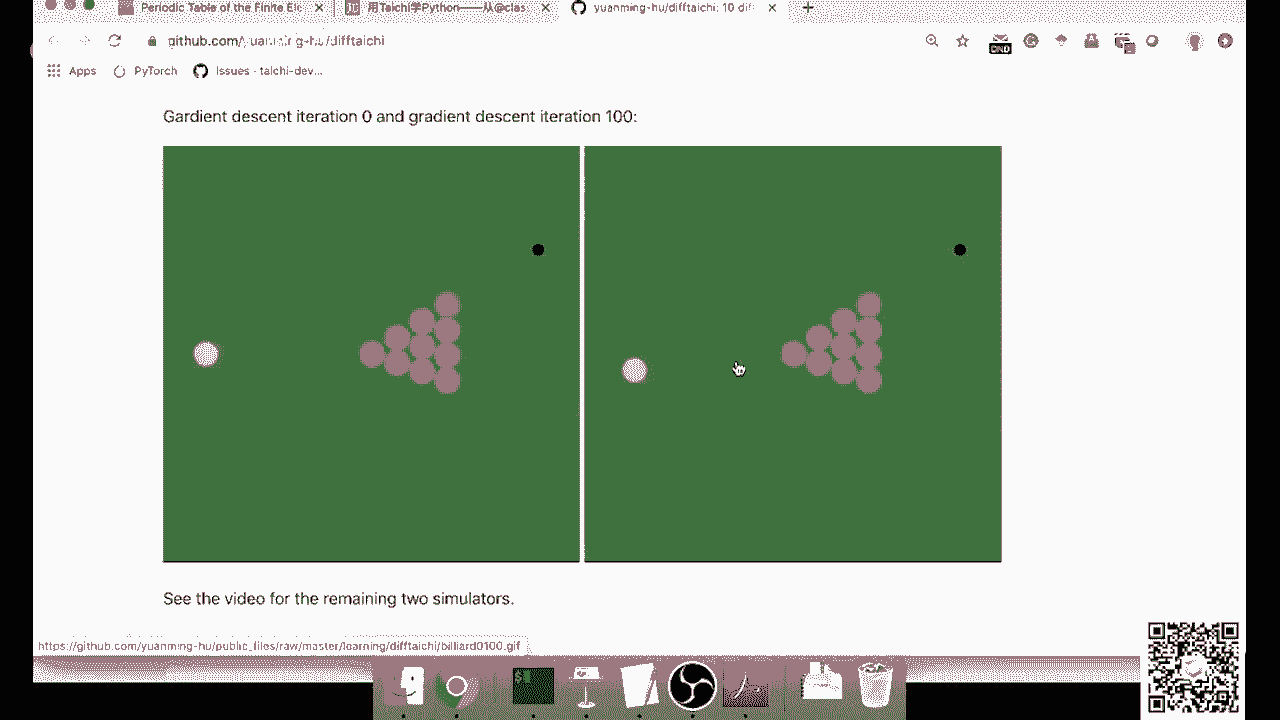 Periodic Table of the Finite Ele
用Taichi学Python——从@clas
yuanming-hu/difftaichi: 10 dif
github.com/yuanming-hu/difftaichi
DND
Apps
PyTorch
Issues · taichi-dev...
Gardient descent iteration 0 and gradient descent iteration 100:
See the video for the remaining two simulators.
https://github.com/yuanming-hu/public_files/raw/master/learning/difftaichi/billiard0100.gif